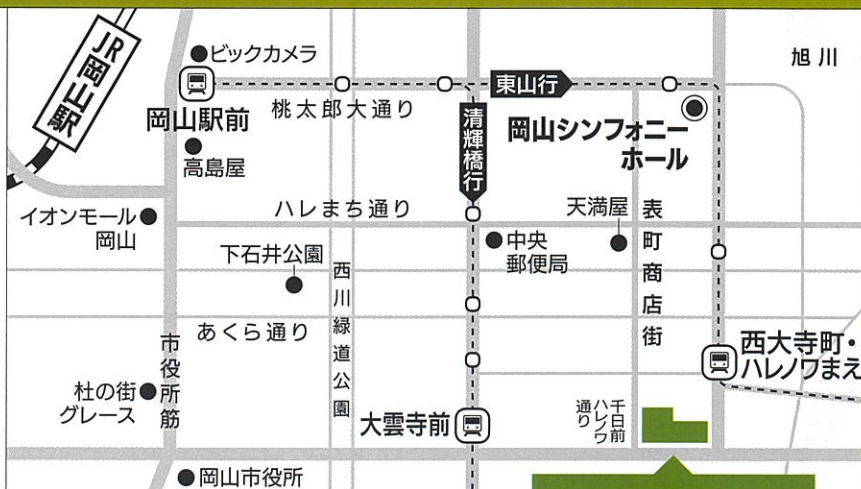 JR岡山駅
ビックカメラ
岡山駅前
桃太郎大通り
高島屋
東山行
清輝橋行
岡山シンフォニー
ホール
旭川
イオンモール
岡山
ハレまち通り
天満屋
表町商店街
中央
郵便局
下石井公園
西川緑道公園
あくら通り
市役所筋
杜の街
グレース
西大寺町・
ハレノワまえ
大雲寺前
千日前
ハレノワ
通り
岡山市役所